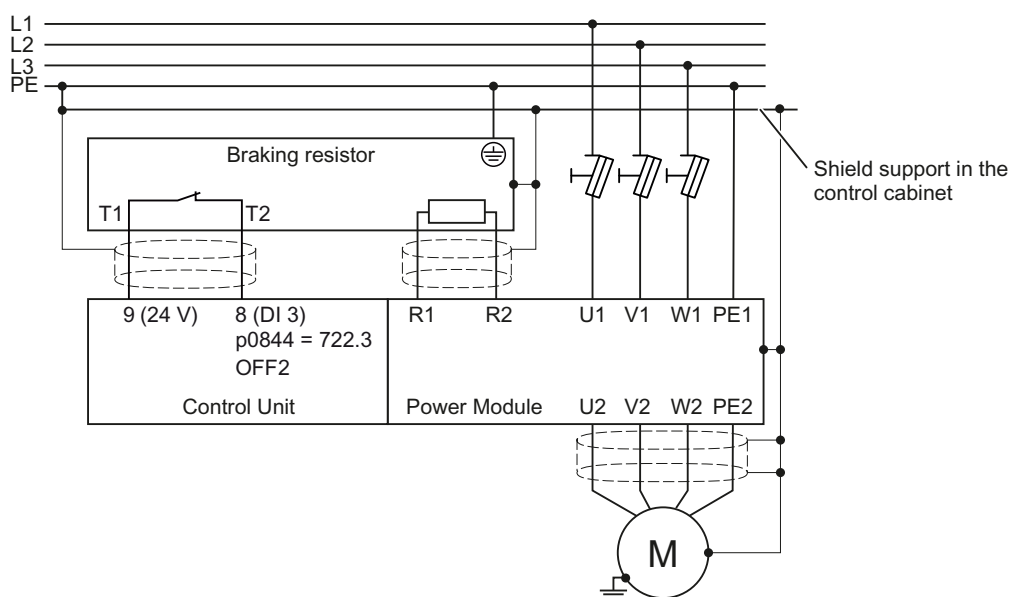 L1
L2
L3
PE
Braking resistor
Shield support in the
control cabinet
T1
T2
9 (24 V)
8 (DI 3)
R1
R2
U1
V1
W1
PE1
p0844 = 722.3
OFF2
Control Unit
Power Module
U2
V2
W2
PE2
M